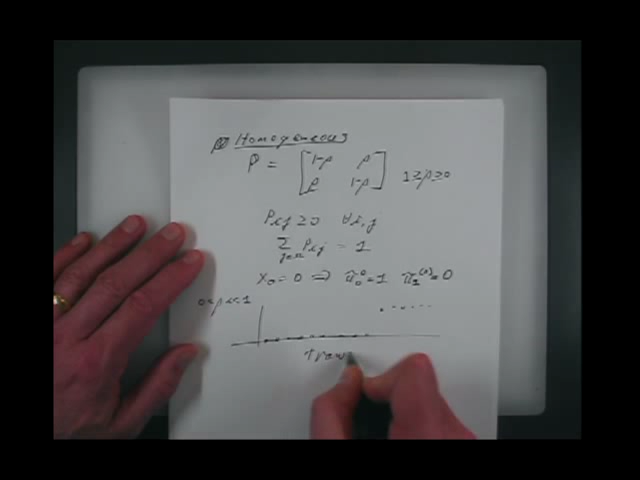 Homogeneous
P = [ 1-p p
p 1-p ] 1≥p≥0
Pij ≥ 0 ∀i,j
Σ Pij = 1
X0 = 0 ⇒ π0^0 = 1 π1^(0) = 0
0<p<<1